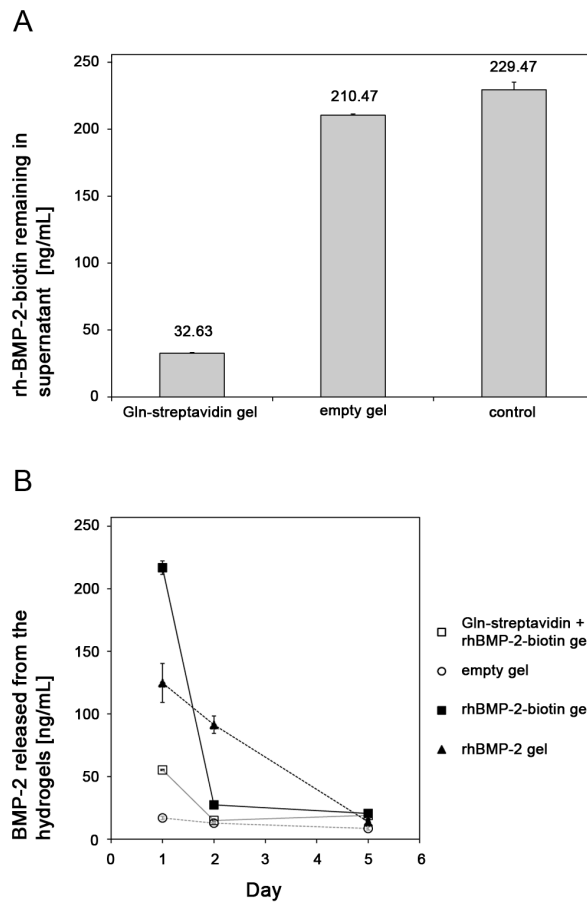 A
rh-BMP-2-biotin remaining in
supernatant [ng/mL]
250
200
150
100
50
0
32.63
210.47
229.47
Gln-streptavidin gel
empty gel
control
B
BMP-2 released from the
hydrogels [ng/mL]
250
200
150
100
50
0
0
1
2
3
4
5
6
Day
Gln-streptavidin +
rhBMP-2-biotin ge
empty gel
rhBMP-2-biotin ge
rhBMP-2 gel